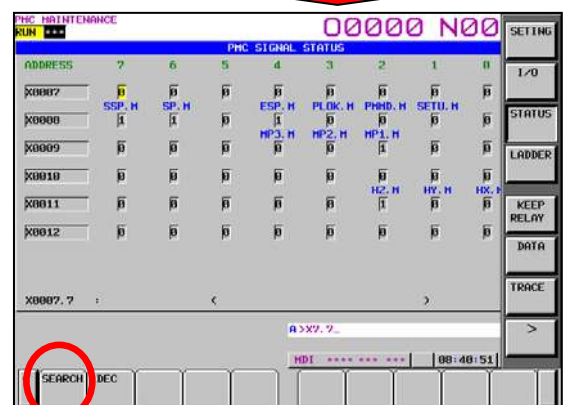 PMC MAINTENANCE O0000 N00
RUN ***
PMC SIGNAL STATUS
ADDRESS 7 6 5 4 3 2 1 0
X0007 0 0 0 0 0 0 0 0
SSP.M SP.M ESP.M PLOK.M SETU.M
X0008 1 1 0 1 0 0 0 0
MP3.M MP2.M MP1.M
X0009 0 0 0 0 0 1 0 0
X0010 0 0 0 0 0 0 0 0
HZ.M HY.M HX.
X0011 0 0 0 0 0 1 0 0
X0012 0 0 0 0 0 0 0 0
X0007.7 : ( )
A>X7.7_
MDI **** *** *** 08:40:51
SEARCH DEC
SETING
I/O
STATUS
LADDER
KEEP
RELAY
DATA
TRACE
>